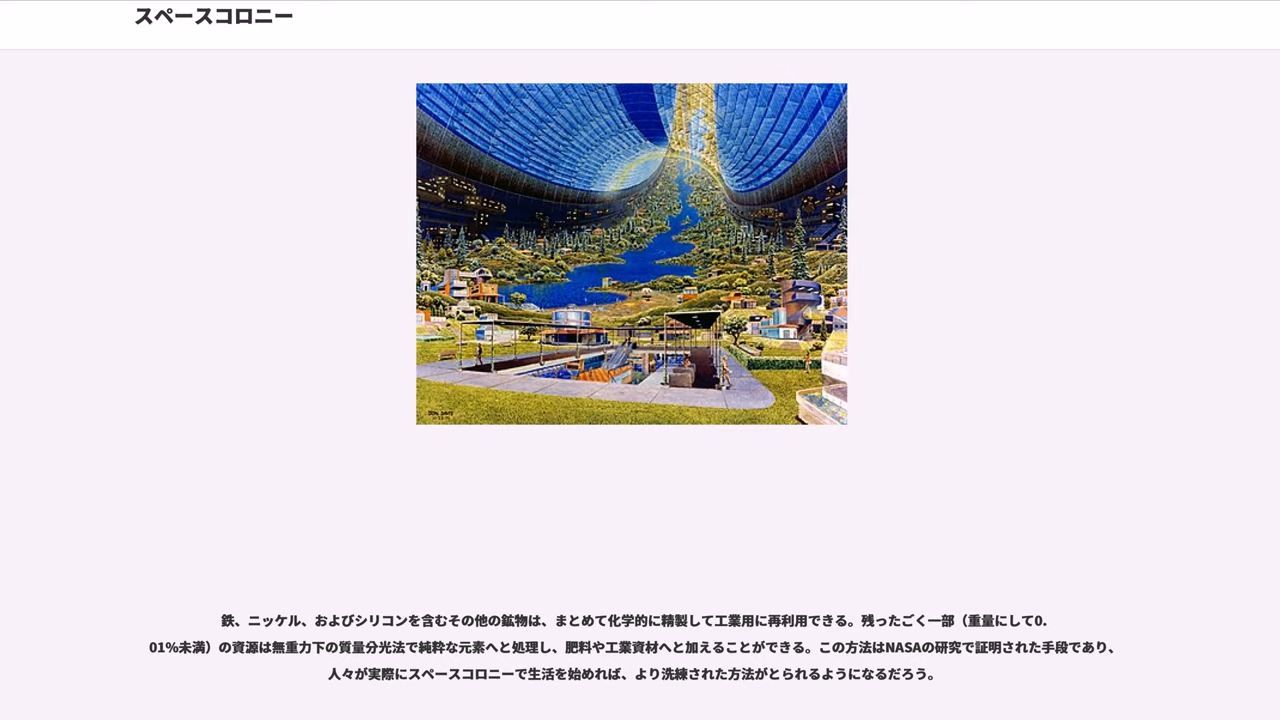 スペースコロニー
鉄、ニッケル、およびシリコンを含むその他の鉱物は、まとめて化学的に精製して工業用に再利用できる。残ったごく一部（重量にして0.
01%未満）の資源は無重力下の質量分光法で純粋な元素へと処理し、肥料や工業資材へと加えることができる。この方法はNASAの研究で証明された手段であり、
人々が実際にスペースコロニーで生活を始めれば、より洗練された方法がとられるようになるだろう。